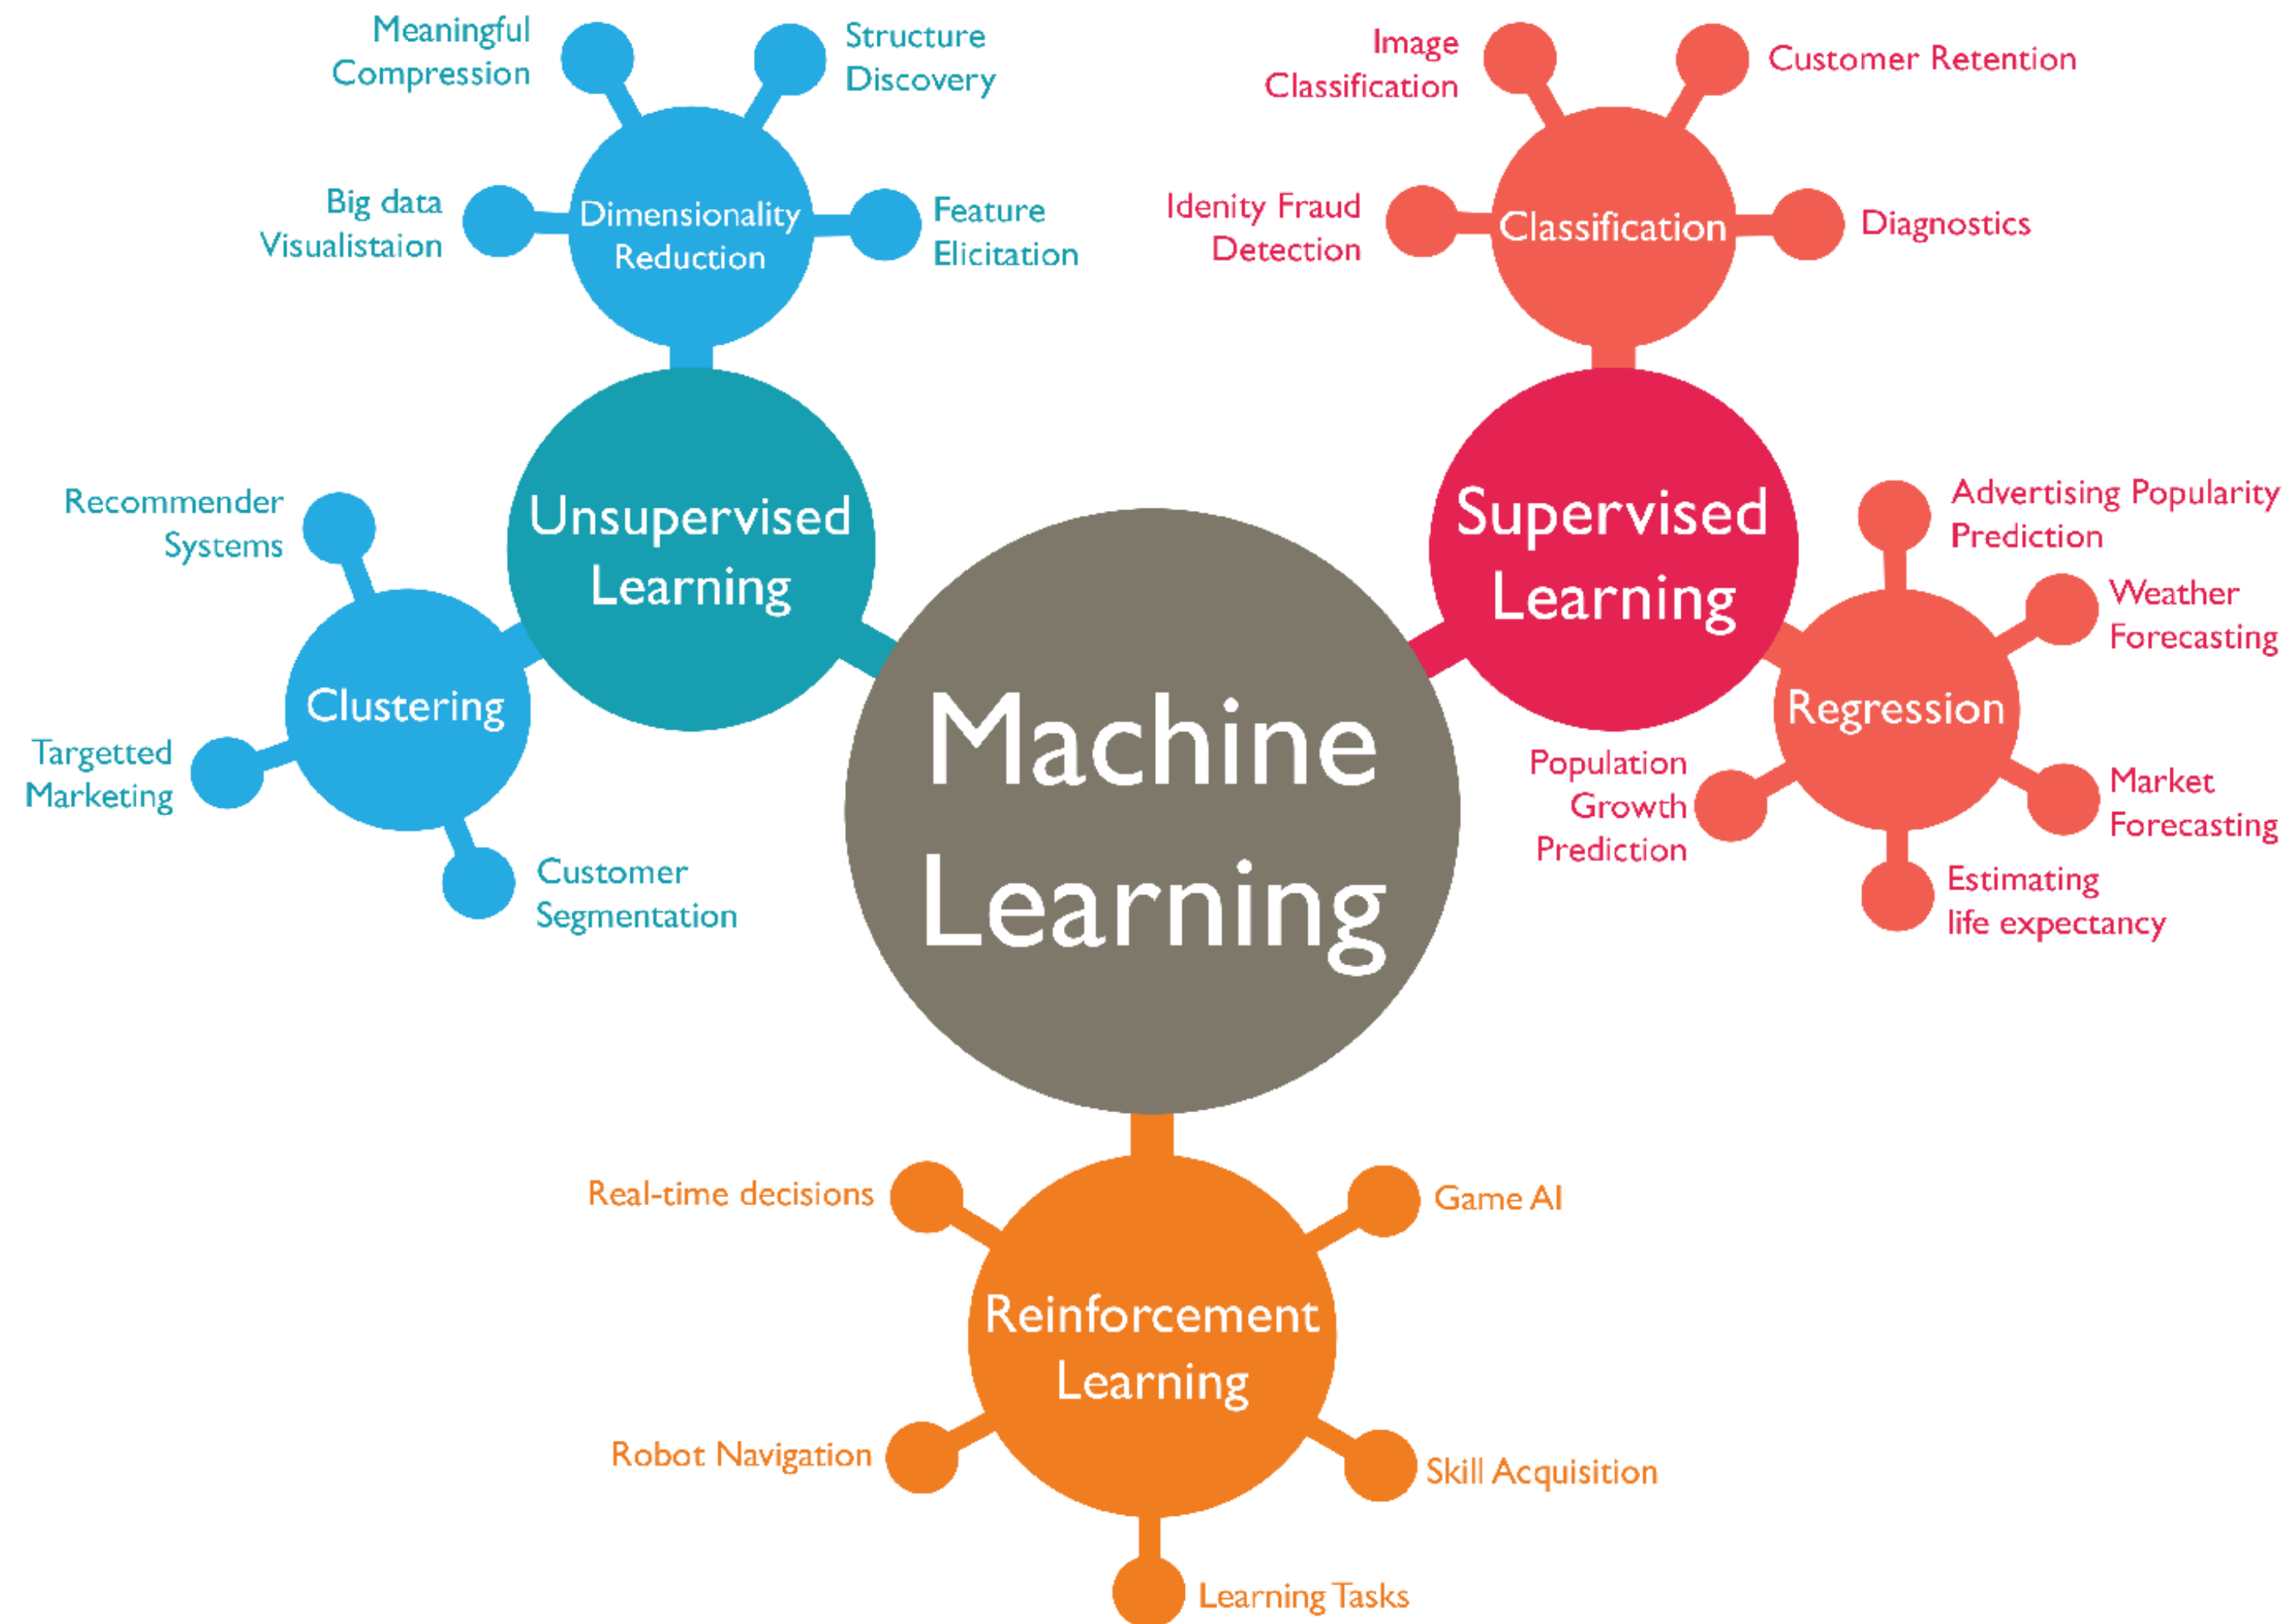 Meaningful
Compression
Structure
Discovery
Big data
Visualistaion
Dimensionality
Reduction
Feature
Elicitation
Image
Classification
Customer Retention
Idenity Fraud
Detection
Classification
Diagnostics
Recommender
Systems
Unsupervised
Learning
Clustering
Targetted
Marketing
Customer
Segmentation
Machine
Learning
Supervised
Learning
Advertising Popularity
Prediction
Weather
Forecasting
Regression
Population
Growth
Prediction
Market
Forecasting
Estimating
life expectancy
Real-time decisions
Game AI
Reinforcement
Learning
Robot Navigation
Skill Acquisition
Learning Tasks